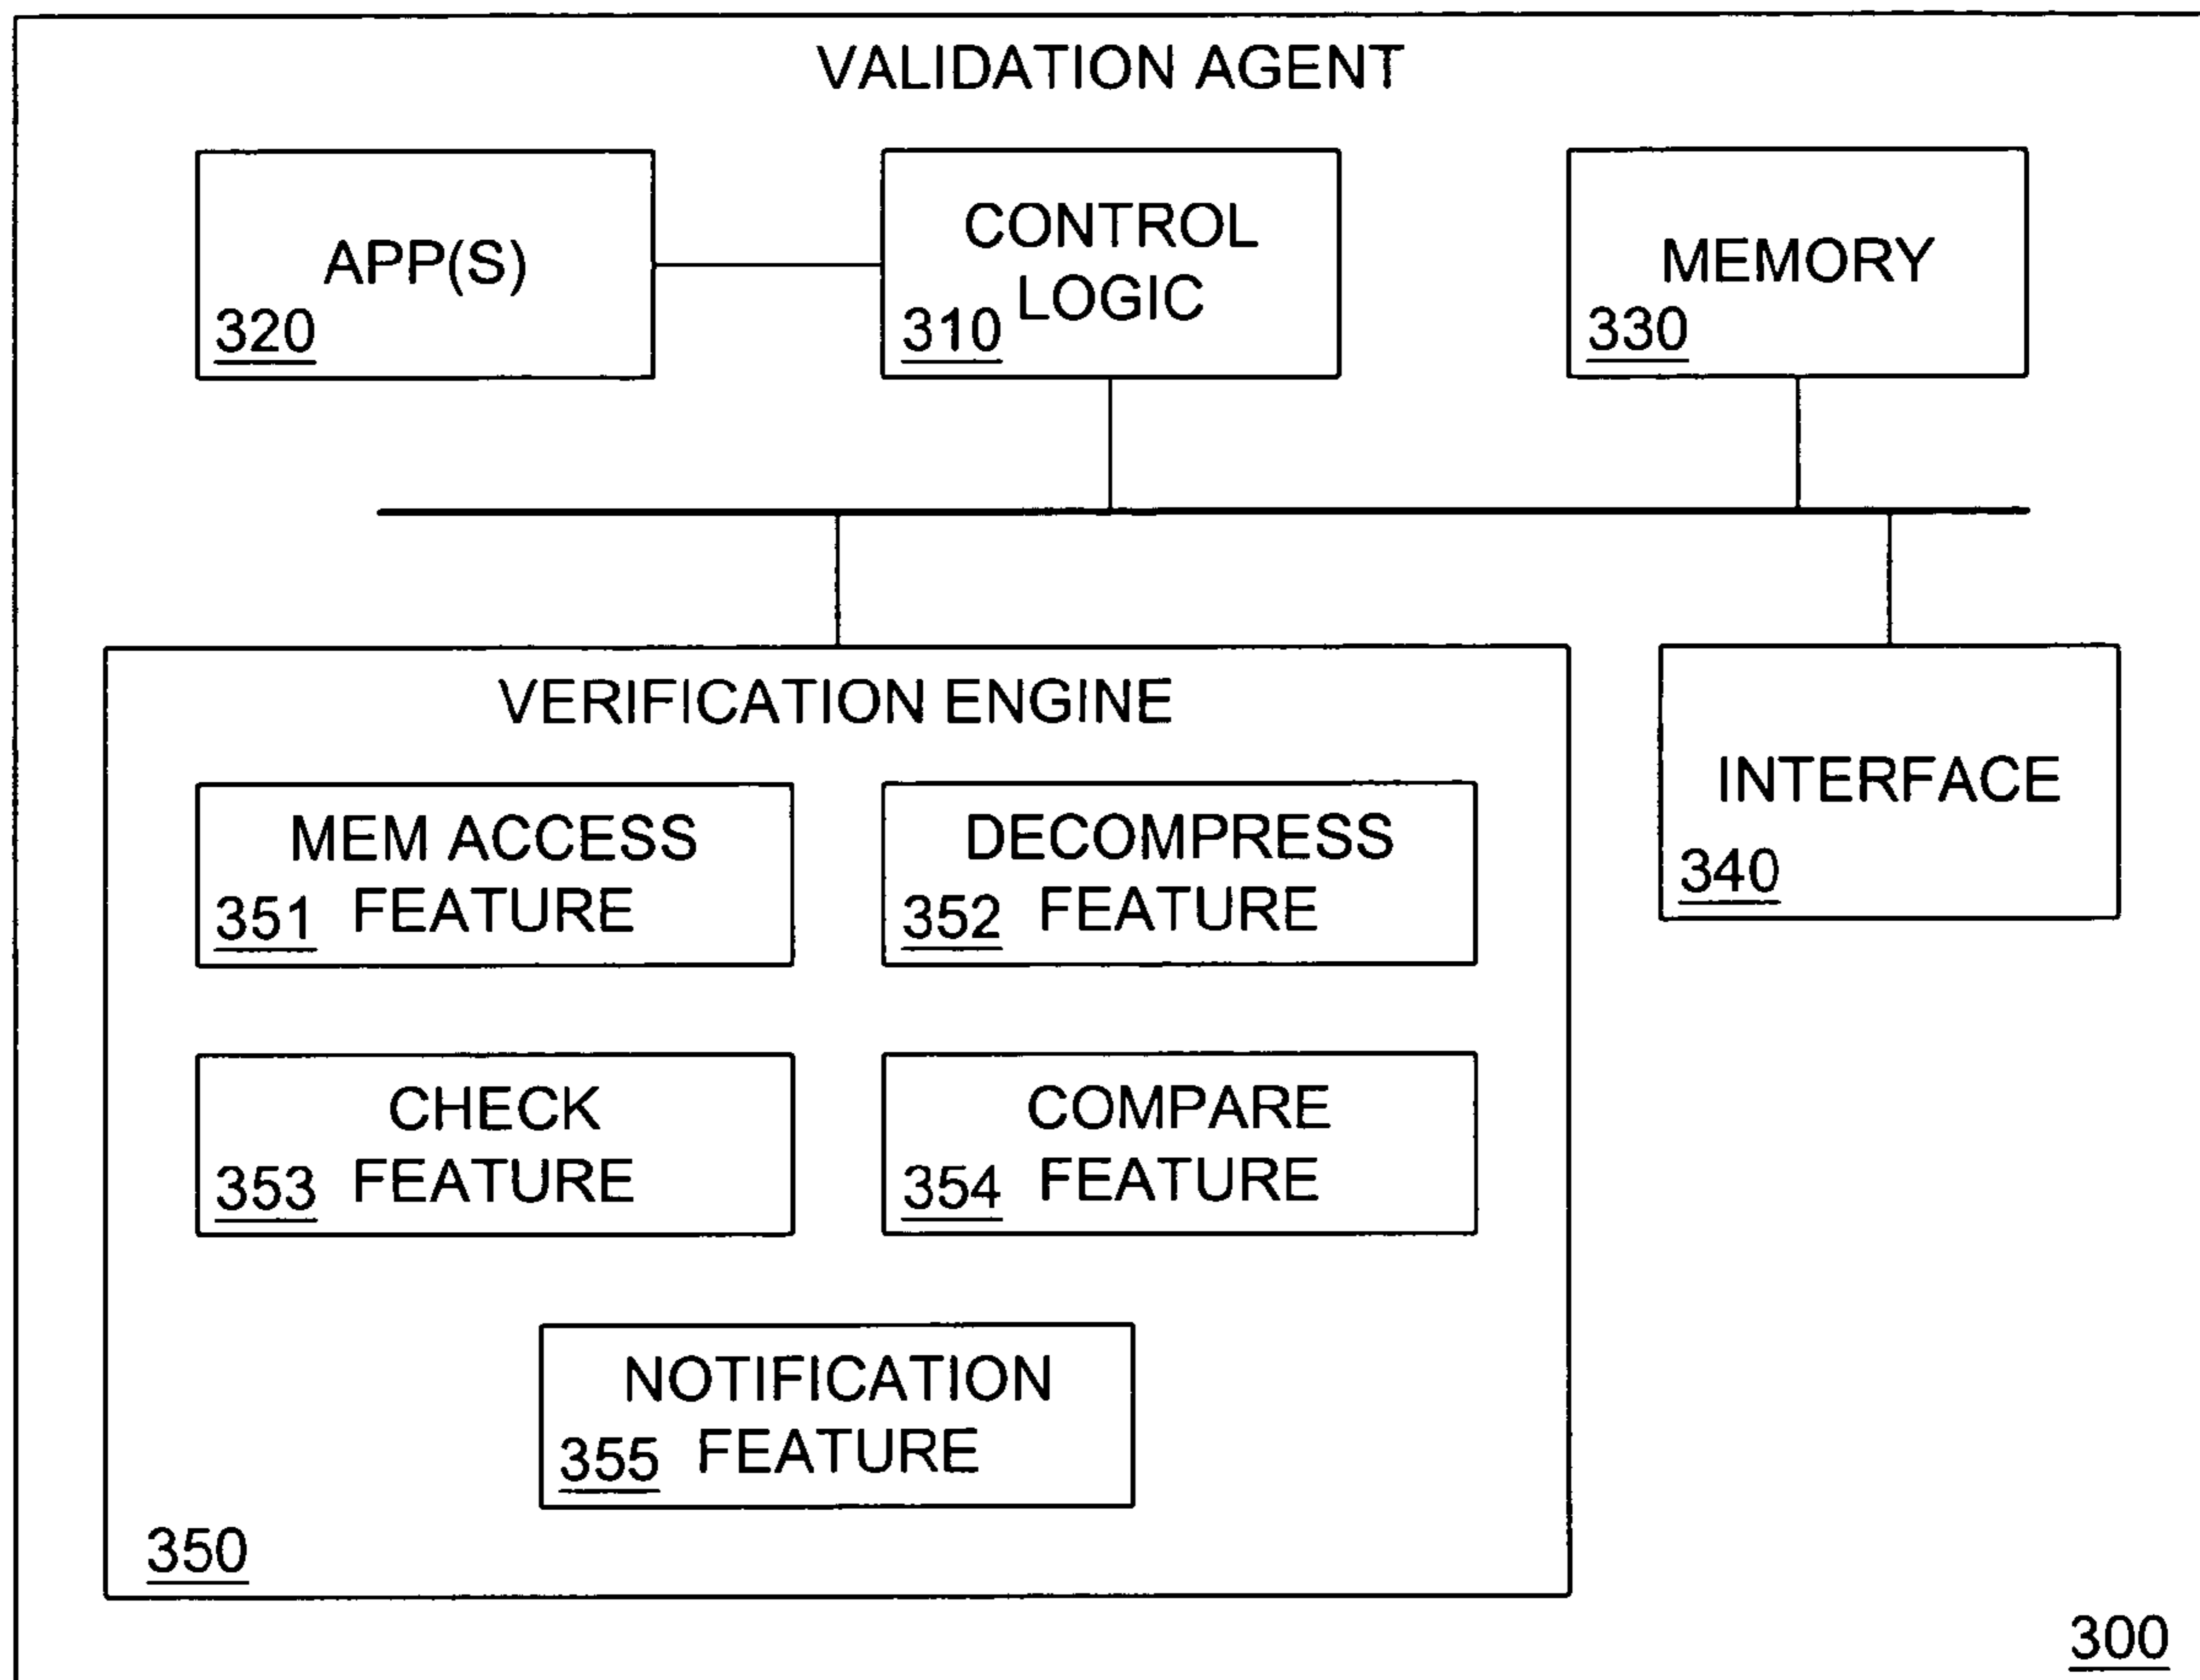 VALIDATION AGENT
APP(S)
320
CONTROL
LOGIC
310
MEMORY
330
VERIFICATION ENGINE
MEM ACCESS
FEATURE
351
DECOMPRESS
FEATURE
352
CHECK
FEATURE
353
COMPARE
FEATURE
354
NOTIFICATION
FEATURE
355
350
INTERFACE
340
300